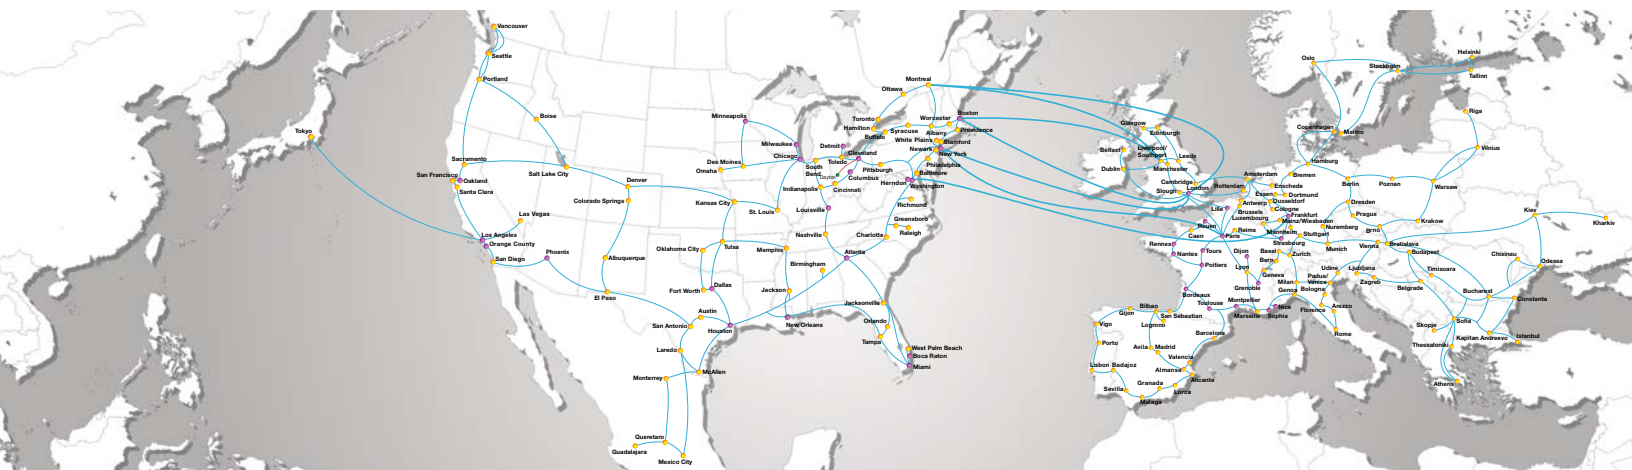 Vancouver
Seattle
Portland
Boise
Sacramento
Salt Lake City
San Francisco
Oakland
Santa Clara
Las Vegas
Los Angeles
Orange County
San Diego
Phoenix
Tokyo
Denver
Colorado Springs
Albuquerque
El Paso
Minneapolis
Milwaukee
Chicago
Des Moines
Omaha
Kansas City
St. Louis
Oklahoma City
Tulsa
Memphis
Fort Worth
Dallas
Jackson
Birmingham
Austin
San Antonio
Houston
New Orleans
Laredo
McAllen
Monterrey
Queretaro
Guadalajara
Mexico City
Detroit
South
Bend
Toledo
Cleveland
Dayton
Columbus
Pittsburgh
Indianapolis
Cincinnati
Louisville
Nashville
Atlanta
Charlotte
Greensboro
Raleigh
Richmond
Jacksonville
Orlando
Tampa
West Palm Beach
Boca Raton
Miami
Montreal
Ottawa
Toronto
Hamilton
Buffalo
Syracuse
Worcester
Albany
Boston
Providence
White Plains
Stamford
Newark
New York
Philadelphia
Baltimore
Herndon
Washington
Glasgow
Edinburgh
Belfast
Dublin
Liverpool/
Southport
Leeds
Manchester
Cambridge
Slough
London
Amsterdam
Rotterdam
Enschede
Essen
Dortmund
Dusseldorf
Antwerp
Cologne
Brussels
Luxembourg
Frankfurt
Mainz/Wiesbaden
Mannheim
Nuremberg
Stuttgart
Strasbourg
Munich
Lille
Rouen
Caen
Reims
Paris
Rennes
Nantes
Tours
Poitiers
Dijon
Lyon
Grenoble
Bordeaux
Toulouse
Montpellier
Marseille
Nice
Sophia
Basel
Bern
Zurich
Geneva
Milan
Genoa
Udine
Padua/
Venice
Bologna
Florence
Arezzo
Rome
Gijon
Bilbao
San Sebastian
Logrono
Vigo
Porto
Lisbon
Badajoz
Avila
Madrid
Barcelona
Valencia
Almansa
Alicante
Granada
Lorca
Sevilla
Malaga
Oslo
Stockholm
Helsinki
Tallinn
Riga
Vilnius
Copenhagen
Malmo
Hamburg
Bremen
Berlin
Poznan
Warsaw
Dresden
Prague
Brno
Krakow
Vienna
Bratislava
Budapest
Ljubljana
Zagreb
Timisoara
Belgrade
Kiev
Kharkiv
Chisinau
Odessa
Bucharest
Constanta
Sofia
Skopje
Kapitan Andreevo
Istanbul
Thessaloniki
Athens